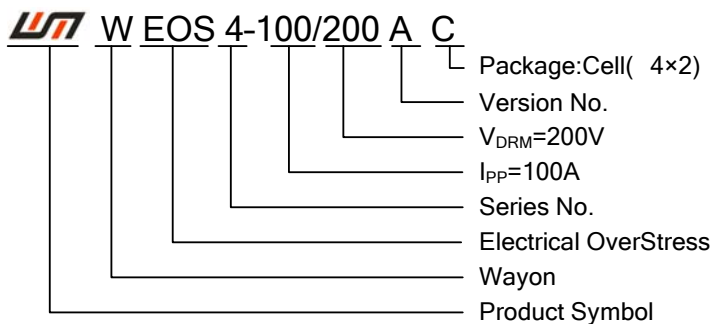 W EOS 4-100/200 A C
Package:Cell( 4×2)
Version No.
VDRM=200V
IPP=100A
Series No.
Electrical OverStress
Wayon
Product Symbol